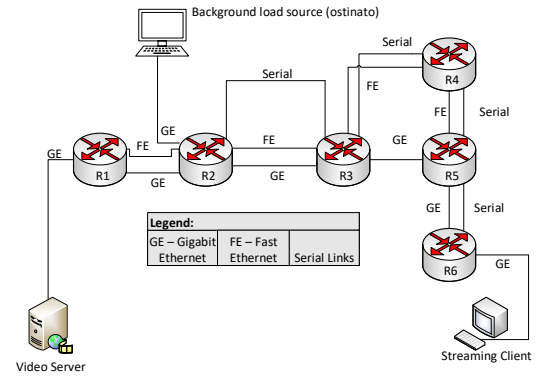 Background load source (ostinato)
Serial
Serial
R4
FE
GE
FE
FE
Serial
GE
FE
GE
R1
R2
R3
R5
GE
GE
GE
Serial
Legend:
GE – Gigabit Ethernet
FE – Fast Ethernet
Serial Links
R6
GE
Video Server
Streaming Client